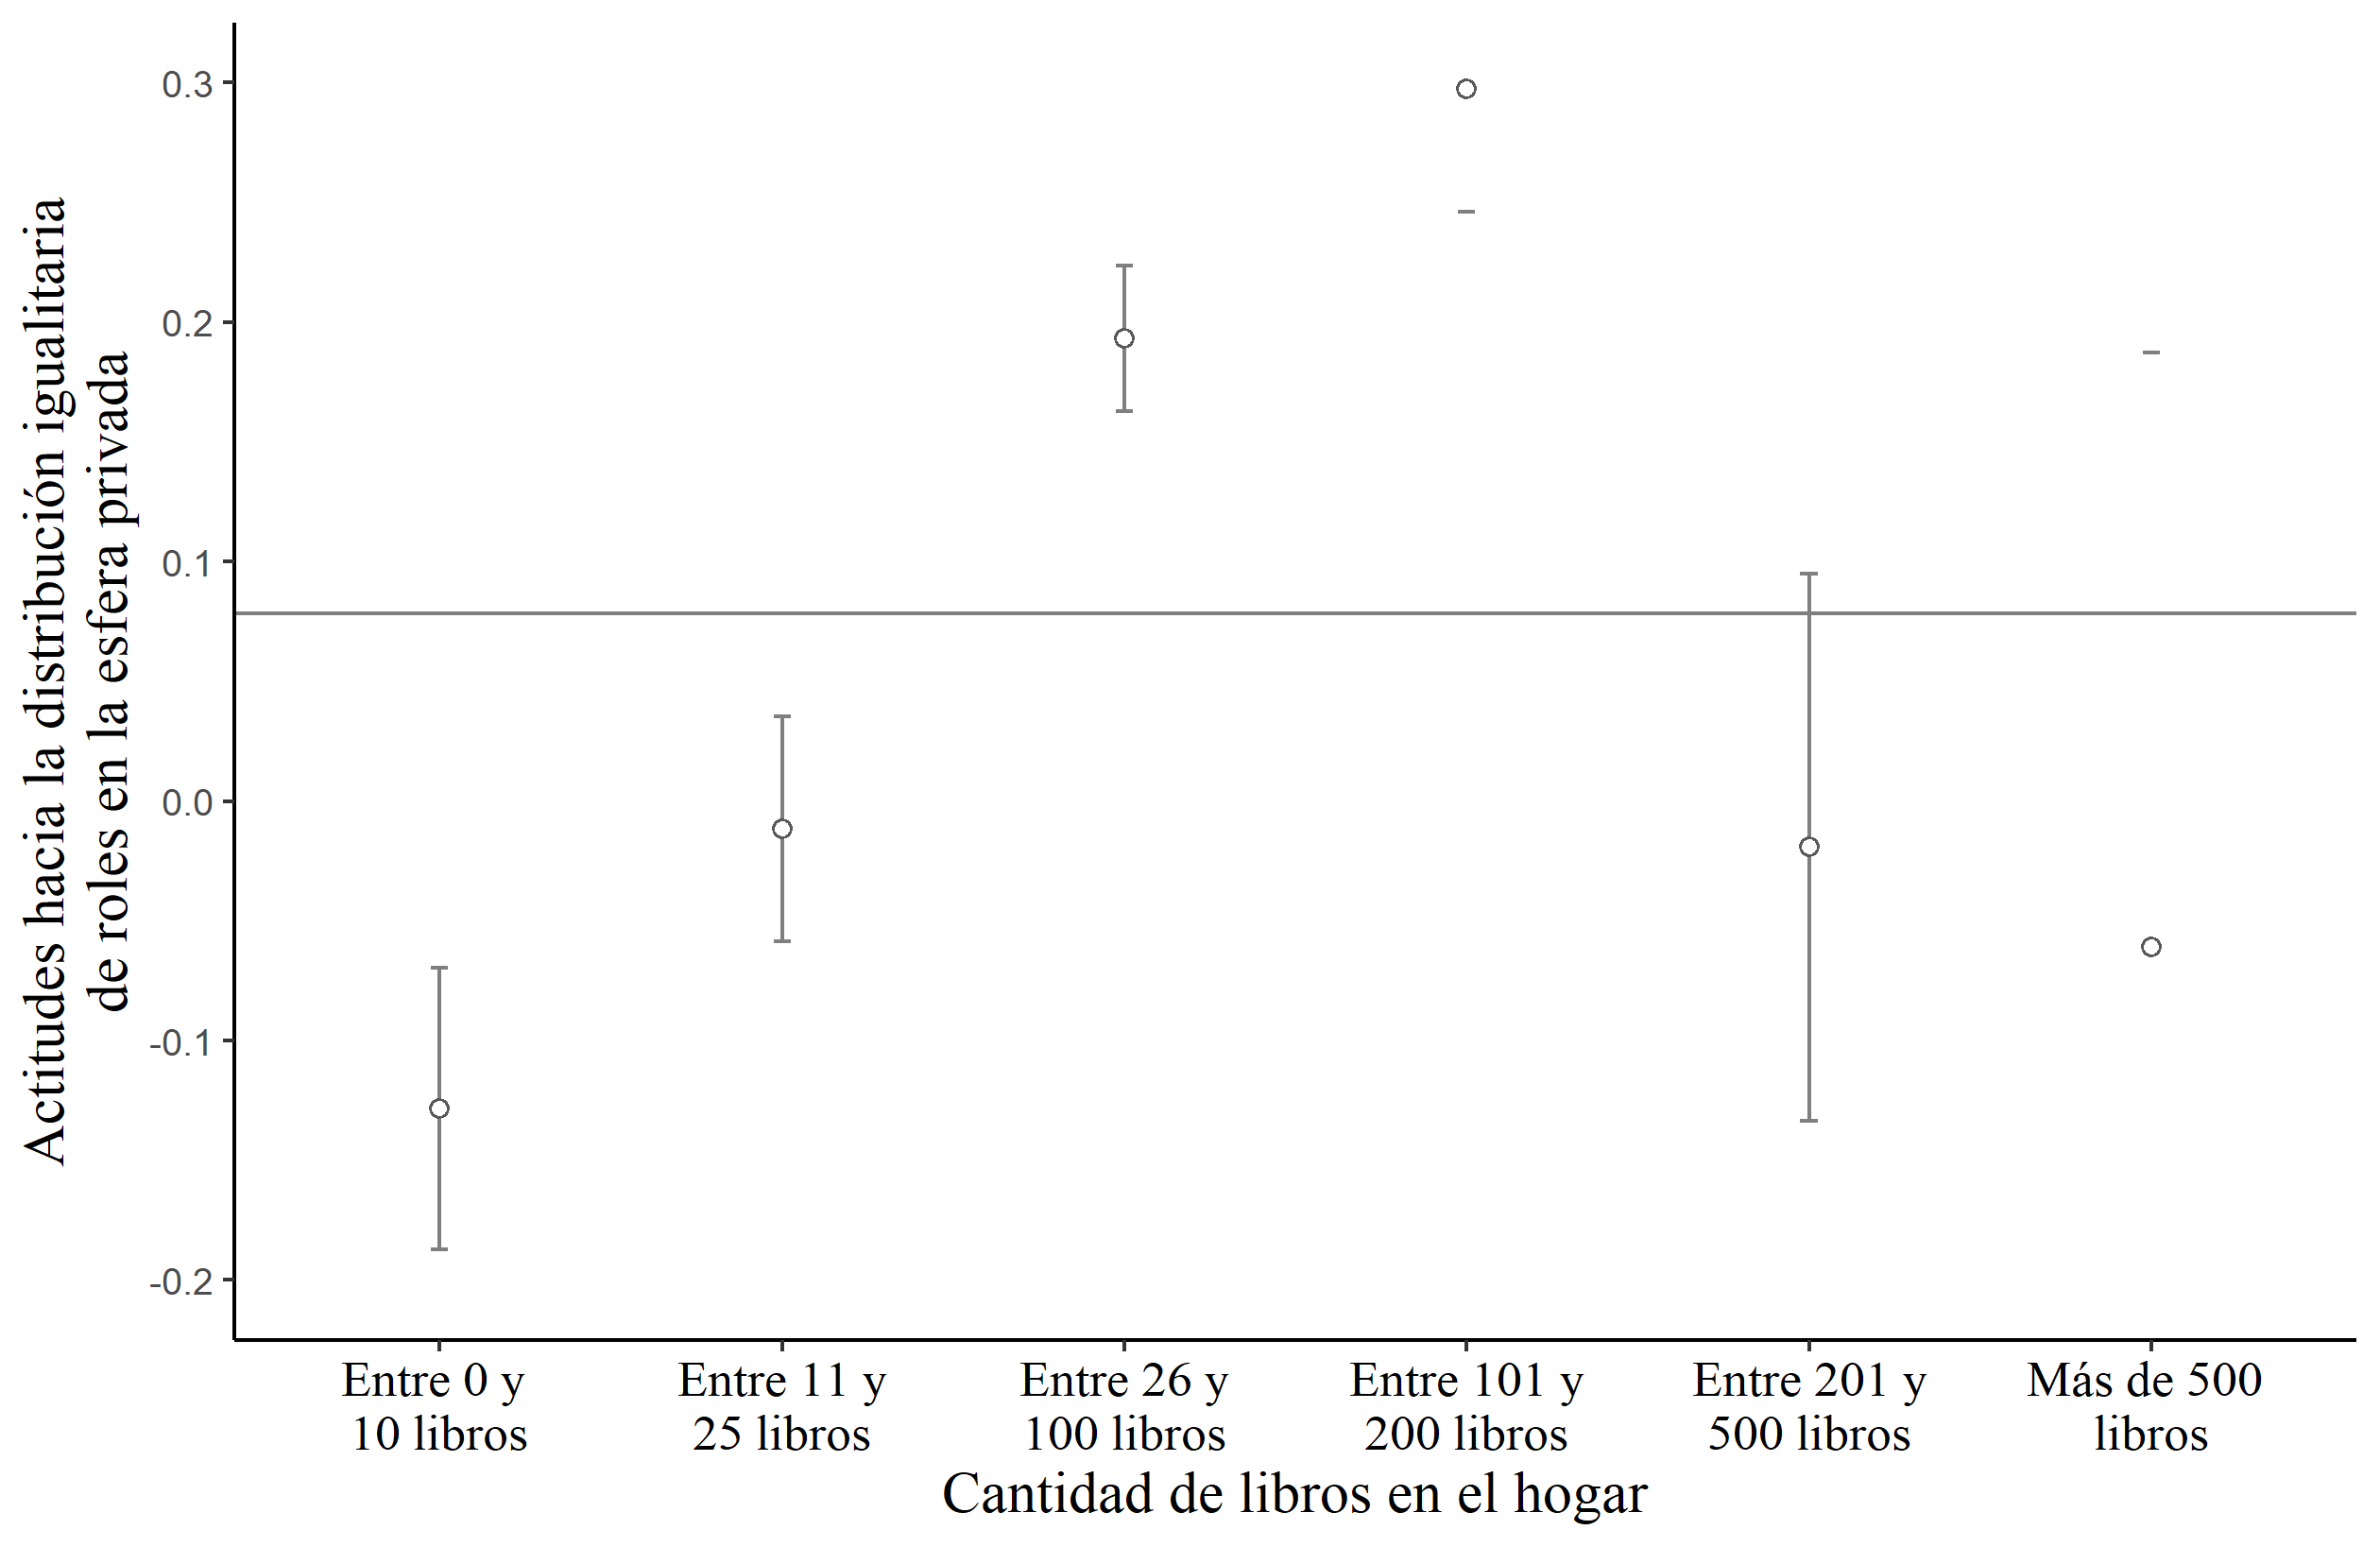 Actitudes hacia la distribución igualitaria
de roles en la esfera privada
0.3
0.2
0.1
0.0
-0.1
-0.2
Entre 0 y
10 libros
Entre 11 y
25 libros
Entre 26 y
100 libros
Entre 101 y
200 libros
Entre 201 y
500 libros
Más de 500
libros
Cantidad de libros en el hogar